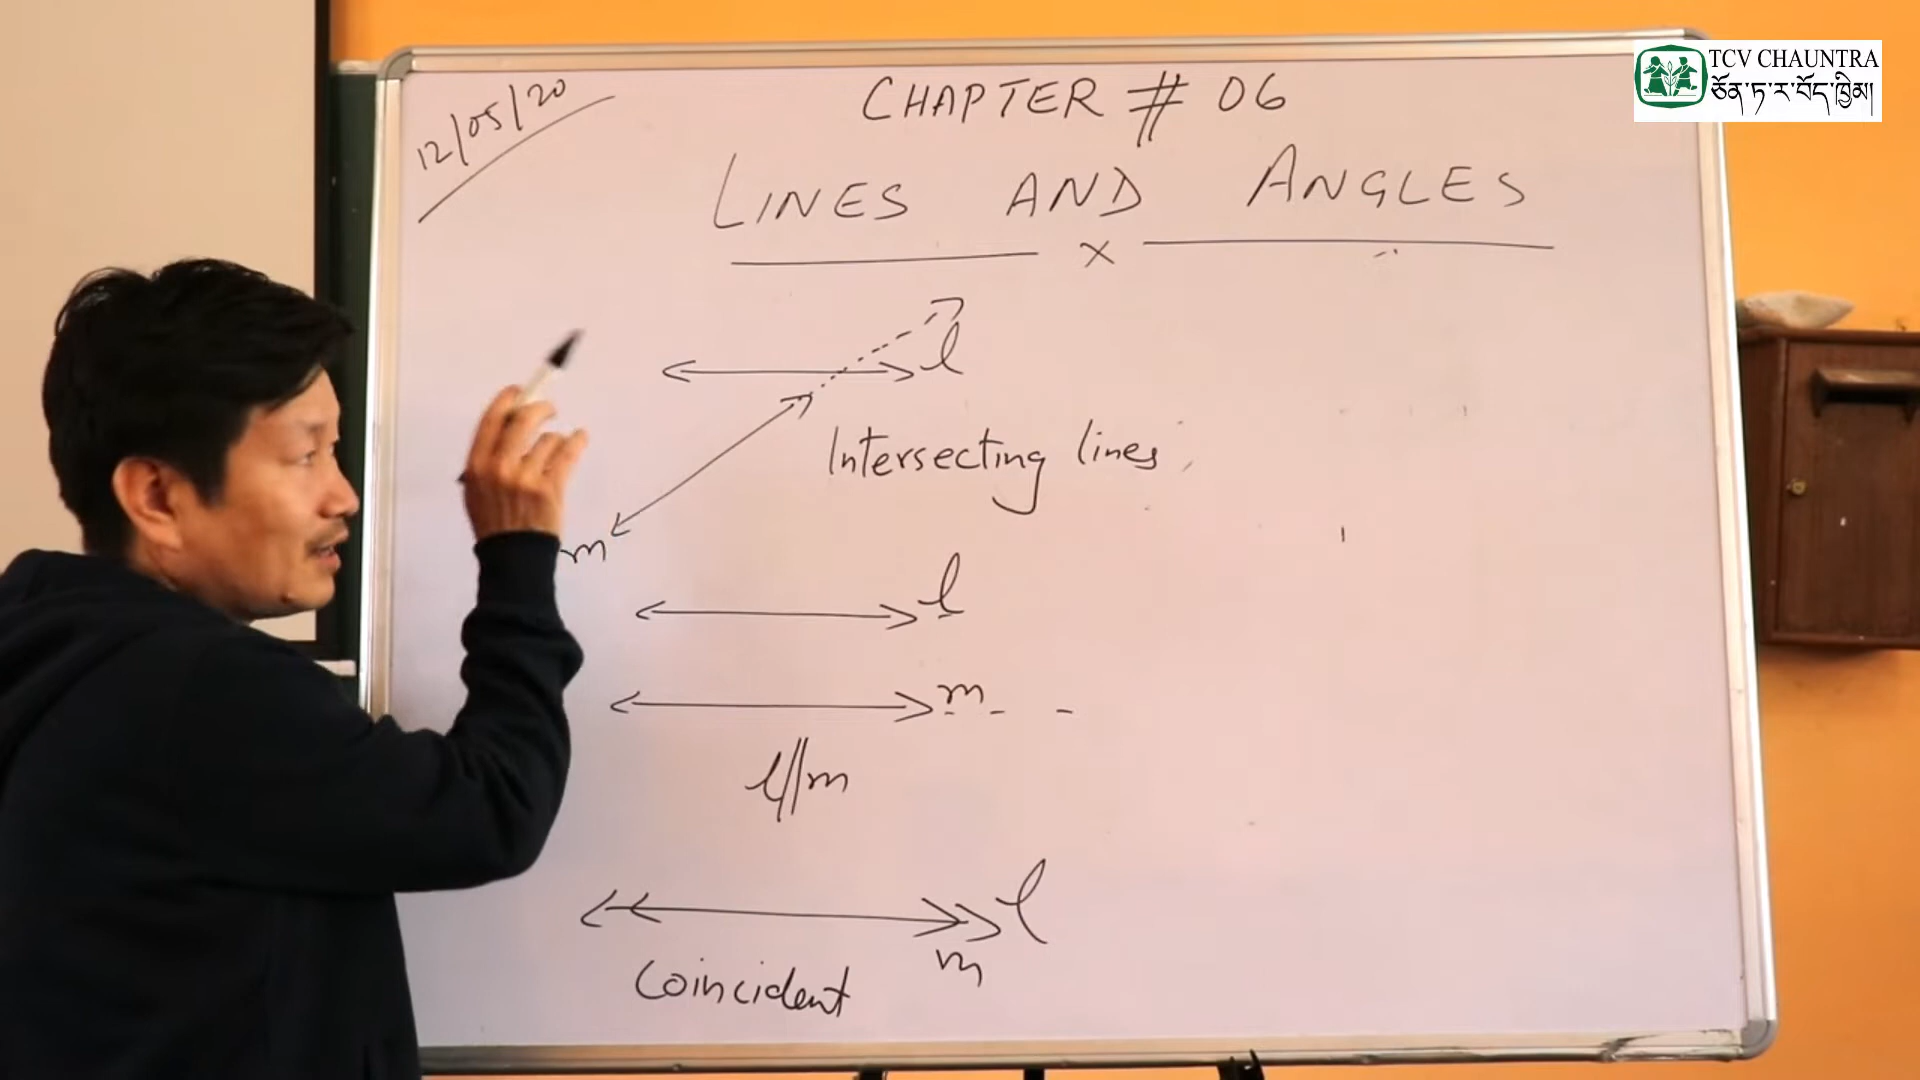 TCV CHAUNTRA
ཅོན་ཏ་ར་བོད་ཁྱིམ།
12/05/20
CHAPTER # 06
LINES AND ANGLES
x
l
Intersecting lines
m
l
m
l//m
l
m
Coincident